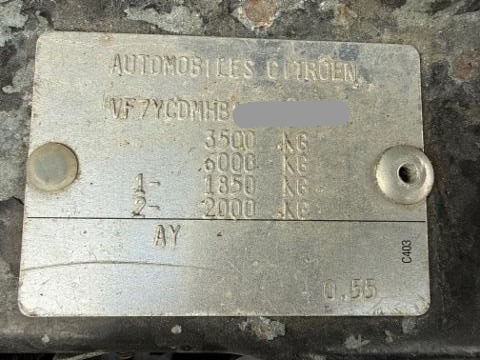 AUTOMOBILES CITROEN
VF7YCDMHB
3500 KG
6000 KG
1- 1850 KG
2- 2000 KG
AY
C403
0.55